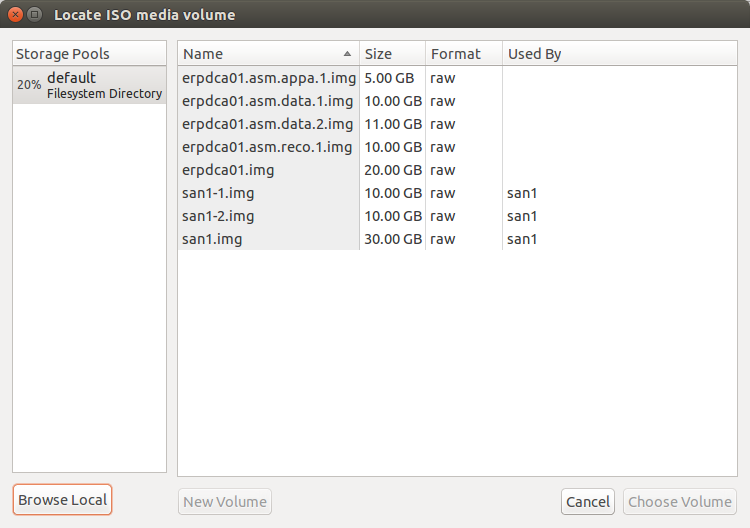 Locate ISO media volume
Storage Pools
20% default
Filesystem Directory
Name Size Format Used By
erpdca01.asm.appa.1.img 5.00 GB raw
erpdca01.asm.data.1.img 10.00 GB raw
erpdca01.asm.data.2.img 11.00 GB raw
erpdca01.asm.reco.1.img 10.00 GB raw
erpdca01.img 20.00 GB raw
san1-1.img 10.00 GB raw san1
san1-2.img 10.00 GB raw san1
san1.img 30.00 GB raw san1
Browse Local New Volume Cancel Choose Volume